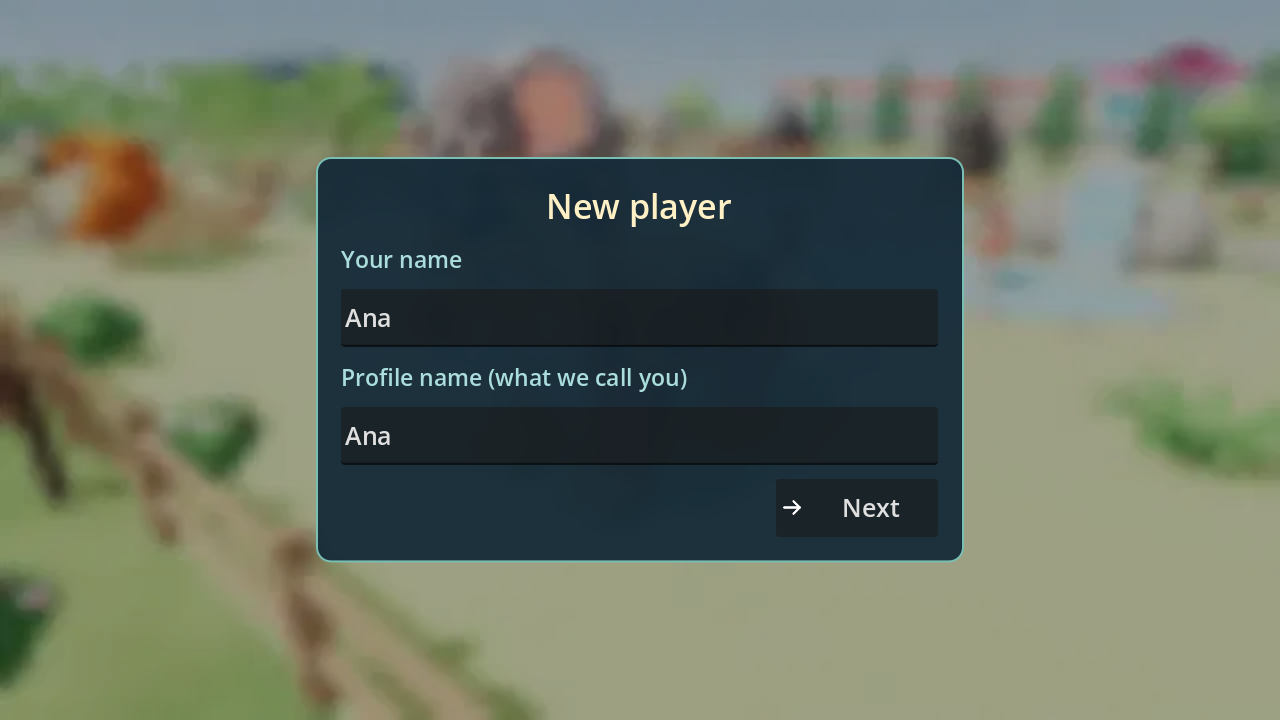 New player
Your name
Ana
Profile name (what we call you)
Ana
Next